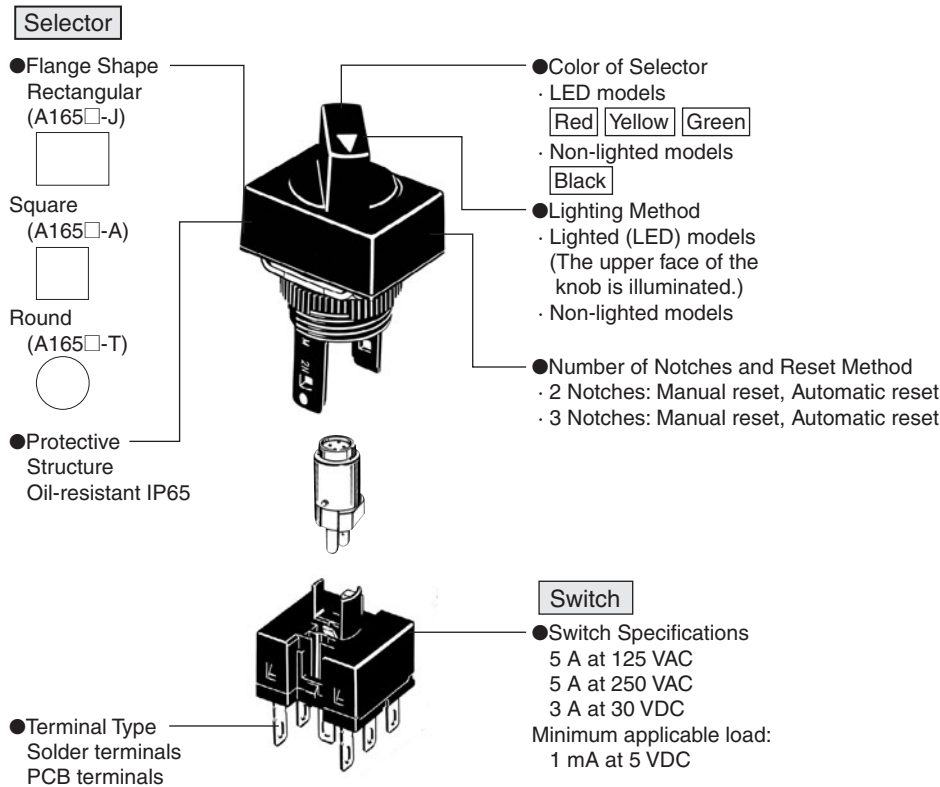 Selector
●Flange Shape
Rectangular
(A165□-J)
Square
(A165□-A)
Round
(A165□-T)
●Protective
Structure
Oil-resistant IP65
●Color of Selector
· LED models
Red Yellow Green
· Non-lighted models
Black
●Lighting Method
· Lighted (LED) models
(The upper face of the
knob is illuminated.)
· Non-lighted models
●Number of Notches and Reset Method
· 2 Notches: Manual reset, Automatic reset
· 3 Notches: Manual reset, Automatic reset
Switch
●Switch Specifications
5 A at 125 VAC
5 A at 250 VAC
3 A at 30 VDC
Minimum applicable load:
1 mA at 5 VDC
●Terminal Type
Solder terminals
PCB terminals